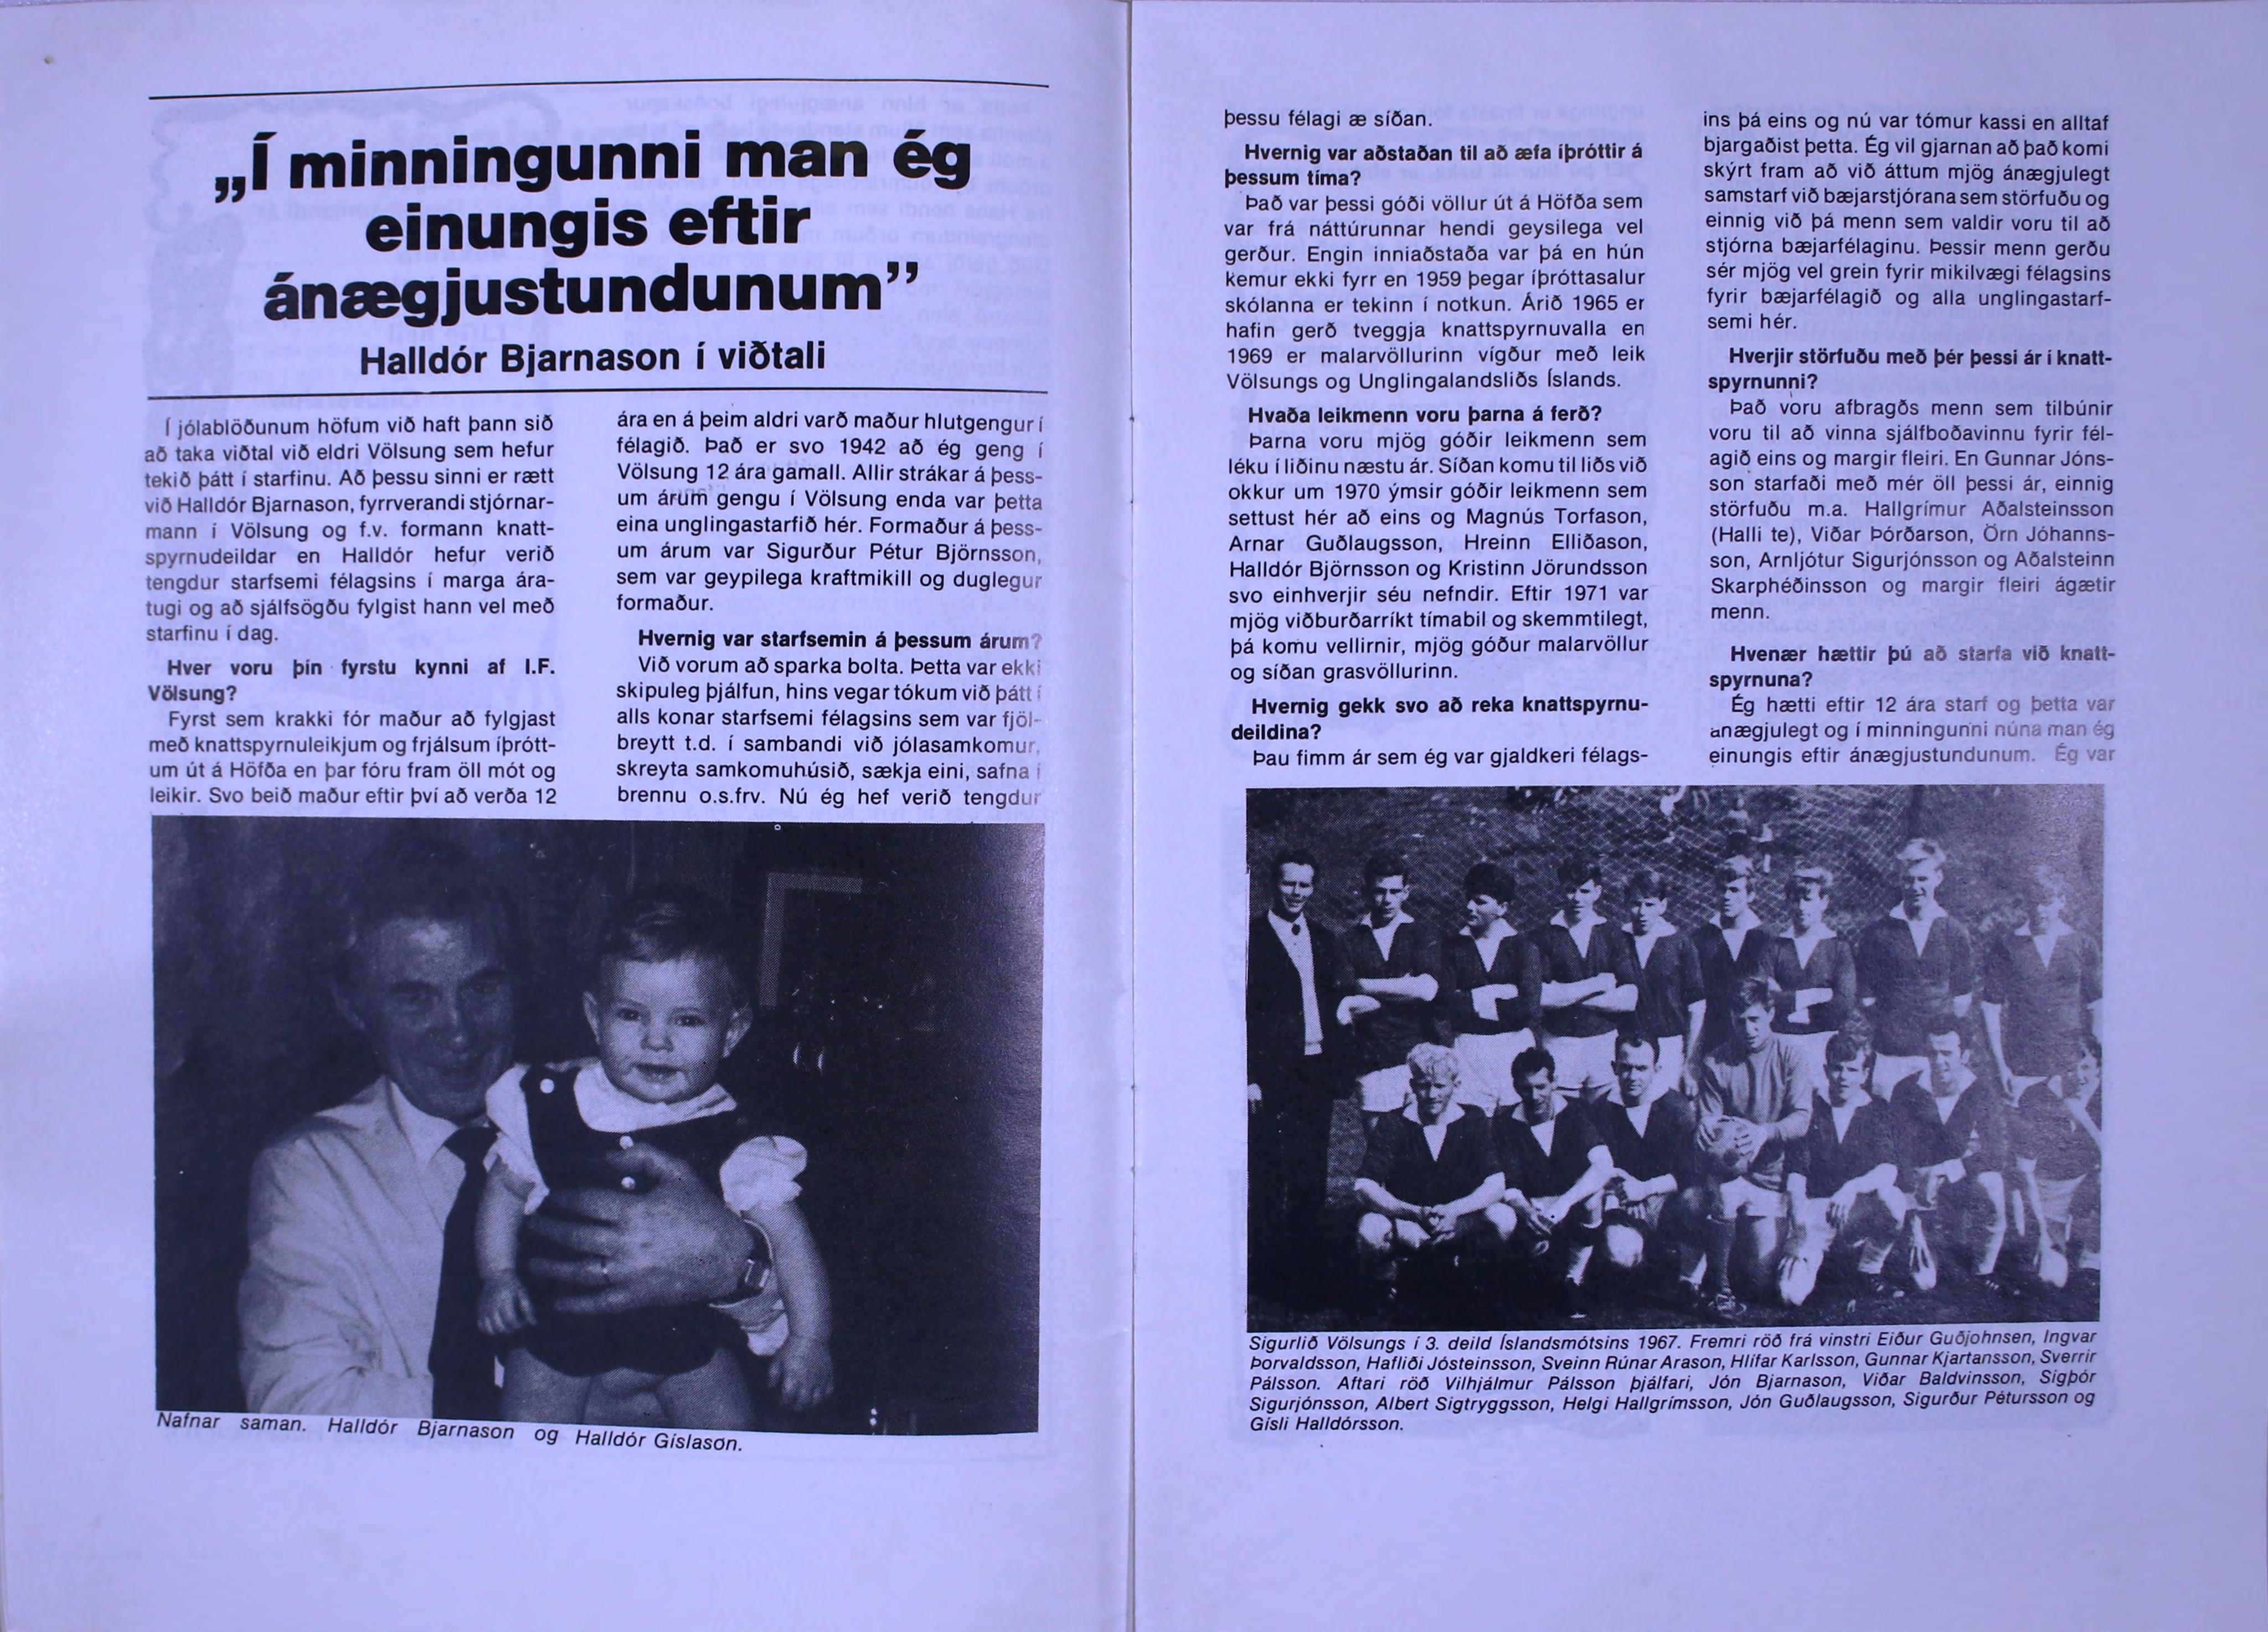 „Í minningunni man ég
einungis eftir
ánægjustundunum”
Halldór Bjarnason í viðtali
Í jólablöðunum höfum við haft þann sið
að taka viðtal við eldri Völsung sem hefur
tekið þátt í starfinu. Að þessu sinni er rætt
við Halldór Bjarnason, fyrrverandi stjórnar-
mann í Völsung og f.v. formann knatt-
spyrnudeildar en Halldór hefur verið
tengdur starfsemi félagsins í marga ára-
tugi og að sjálfsögðu fylgist hann vel með
starfinu í dag.
Hver voru þín fyrstu kynni af I.F.
Völsung?
Fyrst sem krakki fór maður að fylgjast
með knattspyrnuleikjum og frjálsum íþrótt-
um út á Höfða en þar fóru fram öll mót og
leikir. Svo beið maður eftir því að verða 12
ára en á þeim aldri varð maður hlutgengur í
félagið. Það er svo 1942 að ég geng í
Völsung 12 ára gamall. Allir strákar á þess-
um árum gengu í Völsung enda var þetta
eina unglingastarfið hér. Formaður á þess-
um árum var Sigurður Pétur Björnsson,
sem var geypilega kraftmikill og duglegur
formaður.
Hvernig var starfsemin á þessum árum?
Við vorum að sparka bolta. Þetta var ekki
skipuleg þjálfun, hins vegar tókum við þátt í
alls konar starfsemi félagsins sem var fjöl-
breytt t.d. í sambandi við jólasamkomur,
skreyta samkomuhúsið, sækja eini, safna í
brennu o.s.frv. Nú ég hef verið tengdur
Nafnar saman. Halldór Bjarnason og Halldór Gíslason.
þessu félagi æ síðan.
Hvernig var aðstaðan til að æfa íþróttir á
þessum tíma?
Það var þessi góði völlur út á Höfða sem
var frá náttúrunnar hendi geysilega vel
gerður. Engin inniaðstaða var þá en hún
kemur ekki fyrr en 1959 þegar íþróttasalur
skólanna er tekinn í notkun. Árið 1965 er
hafin gerð tveggja knattspyrnuvalla en
1969 er malarvöllurinn vígður með leik
Völsungs og Unglingalandsliðs Íslands.
Hvaða leikmenn voru þarna á ferð?
Þarna voru mjög góðir leikmenn sem
léku í liðinu næstu ár. Síðan komu til liðs við
okkur um 1970 ýmsir góðir leikmenn sem
settust hér að eins og Magnús Torfason,
Arnar Guðlaugsson, Hreinn Elliðason,
Halldór Björnsson og Kristinn Jörundsson
svo einhverjir séu nefndir. Eftir 1971 var
mjög viðburðarríkt tímabil og skemmtilegt,
þá komu vellirnir, mjög góður malarvöllur
og síðan grasvöllurinn.
Hvernig gekk svo að reka knattspyrnu-
deildina?
Þau fimm ár sem ég var gjaldkeri félags-
ins þá eins og nú var tómur kassi en alltaf
bjargaðist þetta. Ég vil gjarnan að það komi
skýrt fram að við áttum mjög ánægjulegt
samstarf við bæjarstjórana sem störfuðu og
einnig við þá menn sem valdir voru til að
stjórna bæjarfélaginu. Þessir menn gerðu
sér mjög vel grein fyrir mikilvægi félagsins
fyrir bæjarfélagið og alla unglingastarf-
semi hér.
Hverjir störfuðu með þér þessi ár í knatt-
spyrnunni?
Það voru afbragðs menn sem tilbúnir
voru til að vinna sjálfboðavinnu fyrir fél-
agið eins og margir fleiri. En Gunnar Jóns-
son starfaði með mér öll þessi ár, einnig
störfuðu m.a. Hallgrímur Aðalsteinsson
(Halli te), Viðar Þórðarson, Örn Jóhanns-
son, Arnljótur Sigurjónsson og Aðalsteinn
Skarphéðinsson og margir fleiri ágætir
menn.
Hvenær hættir þú að starfa við knatt-
spyrnuna?
Ég hætti eftir 12 ára starf og þetta var
anægjulegt og í minningunni núna man ég
einungis eftir ánægjustundunum. Ég var
Sigurlið Völsungs í 3. deild Íslandsmótsins 1967. Fremri röð frá vinstri Eiður Guðjohnsen, Ingvar
Þorvaldsson, Hafliði Jósteinsson, Sveinn Rúnar Arason, Hlífar Karlsson, Gunnar Kjartansson, Sverrir
Pálsson. Aftari röð Vilhjálmur Pálsson þjálfari, Jón Bjarnason, Viðar Baldvinsson, Sigþór
Sigurjónsson, Albert Sigtryggsson, Helgi Hallgrímsson, Jón Guðlaugsson, Sigurður Pétursson og
Gísli Halldórsson.